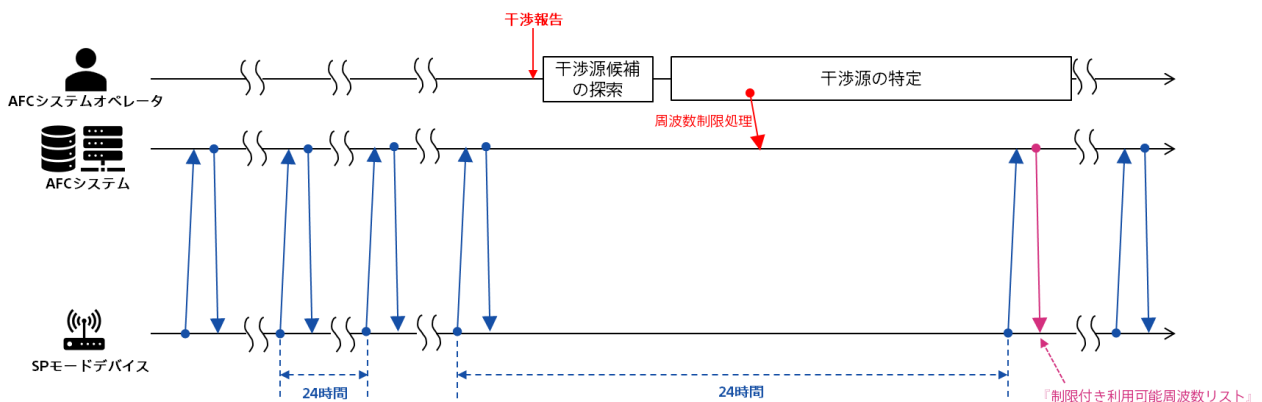 干渉報告
干渉源候補
の探索
干渉源の特定
AFCシステムオペレータ
周波数制限処理
AFCシステム
SPモードデバイス
24時間
24時間
『制限付き利用可能周波数リスト』